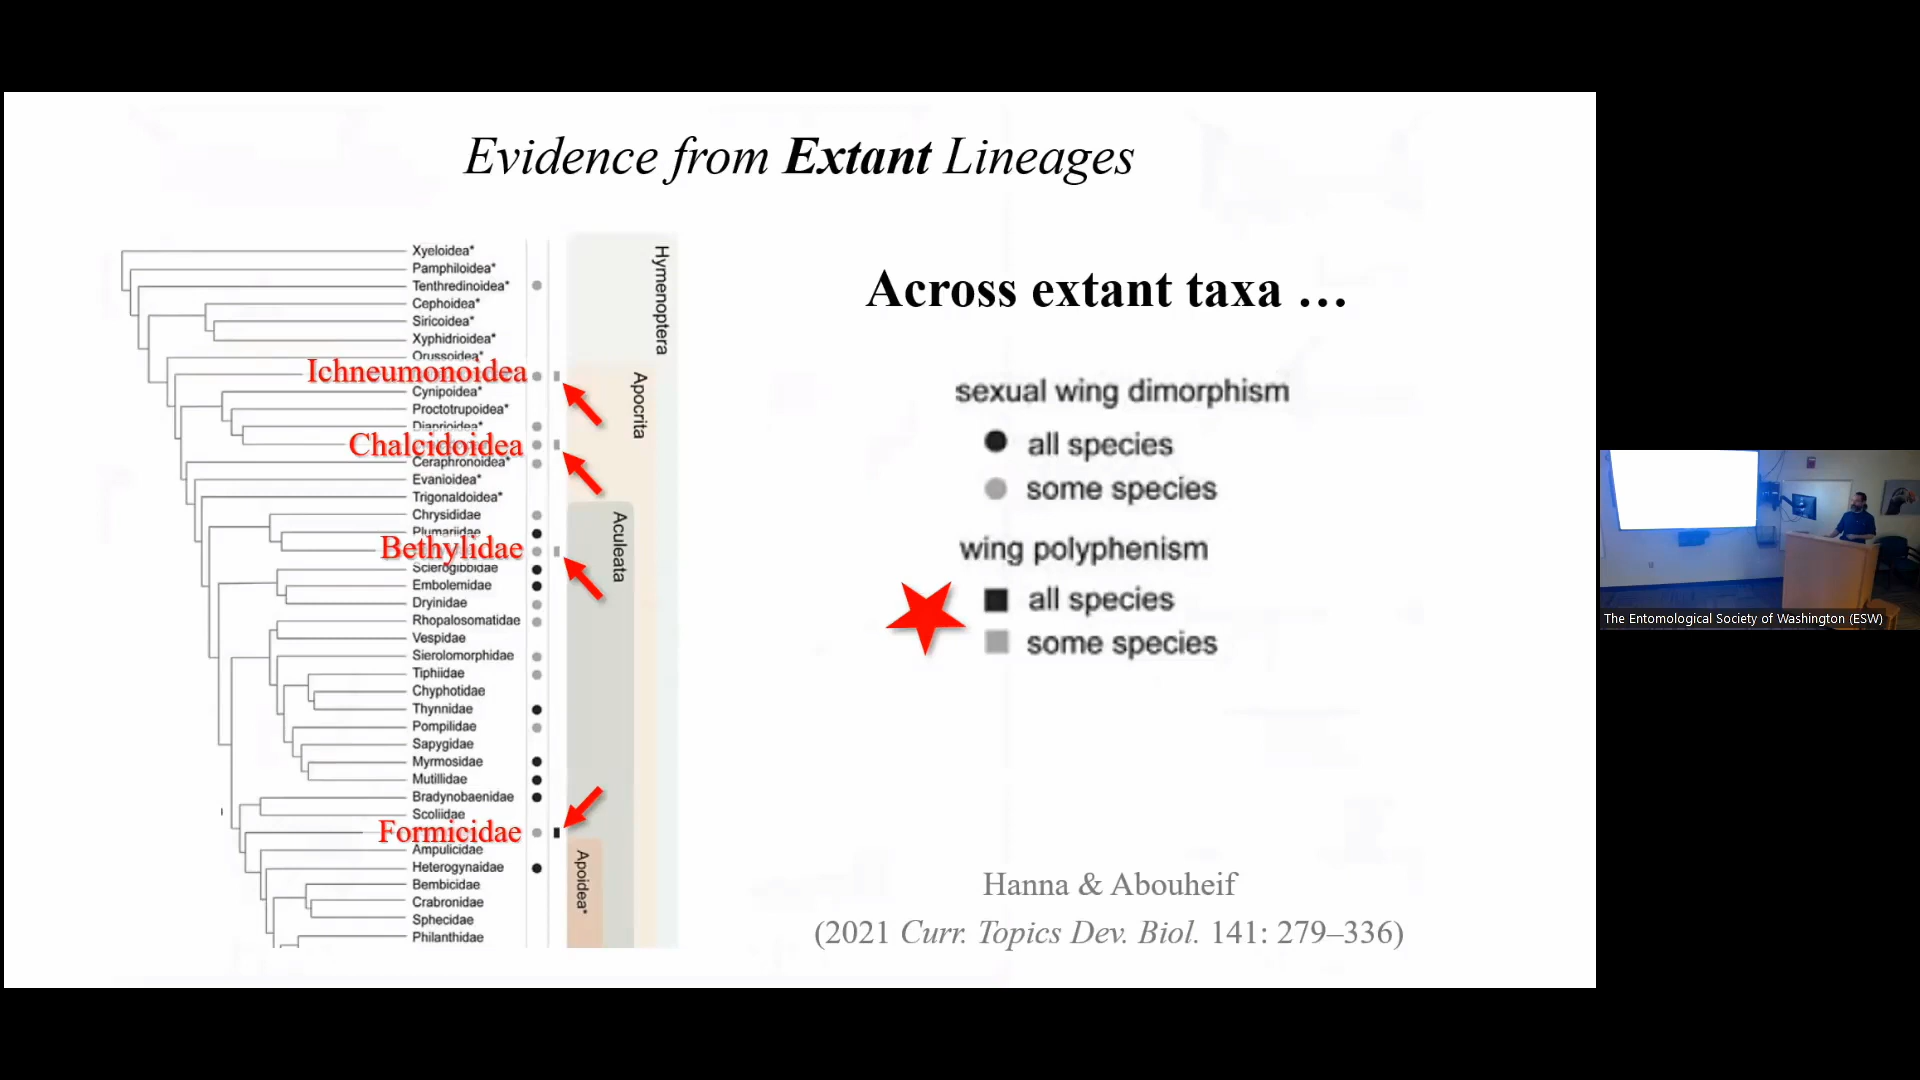 Evidence from Extant Lineages
Xyeloidea*
Pamphiloidea*
Tenthredinoidea*
Cephoidea*
Siricoidea*
Xyphidrioidea*
Orussoidea*
Ichneumonoidea
Cynipoidea*
Proctotrupoidea*
Diaprioidea*
Chalcidoidea
Ceraphronoidea*
Evanioidea*
Trigonaldoidea*
Chrysididae
Plumariidae
Bethylidae
Sclerogibbidae
Embolemidae
Dryinidae
Rhopalosomatidae
Vespidae
Sierolomorphidae
Tiphiidae
Chyphotidae
Thynnidae
Pompilidae
Sapygidae
Myrmosidae
Mutillidae
Bradynobaenidae
Scoliidae
Formicidae
Ampulicidae
Heterogynaidae
Bembicidae
Crabronidae
Sphecidae
Philanthidae
Hymenoptera
Apocrita
Aculeata
Apoidea*
Across extant taxa …
sexual wing dimorphism
all species
some species
wing polyphenism
all species
some species
Hanna & Abouheif
(2021 Curr. Topics Dev. Biol. 141: 279–336)
The Entomological Society of Washington (ESW)